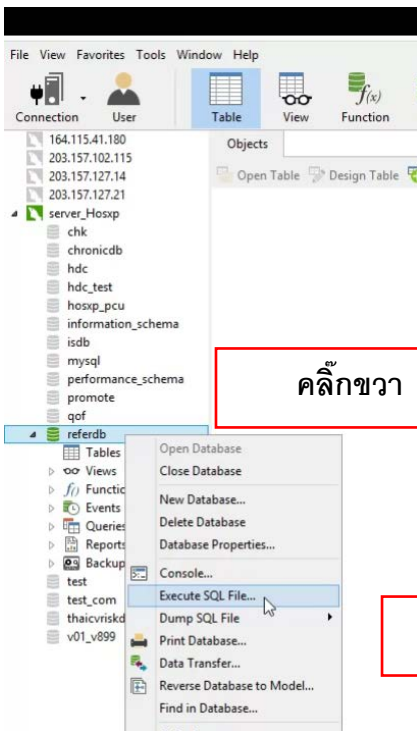 File View Favorites Tools Window Help
Connection User Table View Function
f(x)
164.115.41.180
203.157.102.115
203.157.127.14
203.157.127.21
server_Hosxp
chk
chronicdb
hdc
hdc_test
hosxp_pcu
information_schema
isdb
mysql
performance_schema
promote
qof
referdb
Tables
Views
Functic
Events
Queries
Reports
Backup
test
test_com
thaicvriskd
v01_v899
Objects
Open Table Design Table
คลิ๊กขวา
Open Database
Close Database
New Database...
Delete Database
Database Properties...
Console...
Execute SQL File...
Dump SQL File
Print Database...
Data Transfer...
Reverse Database to Model...
Find in Database...